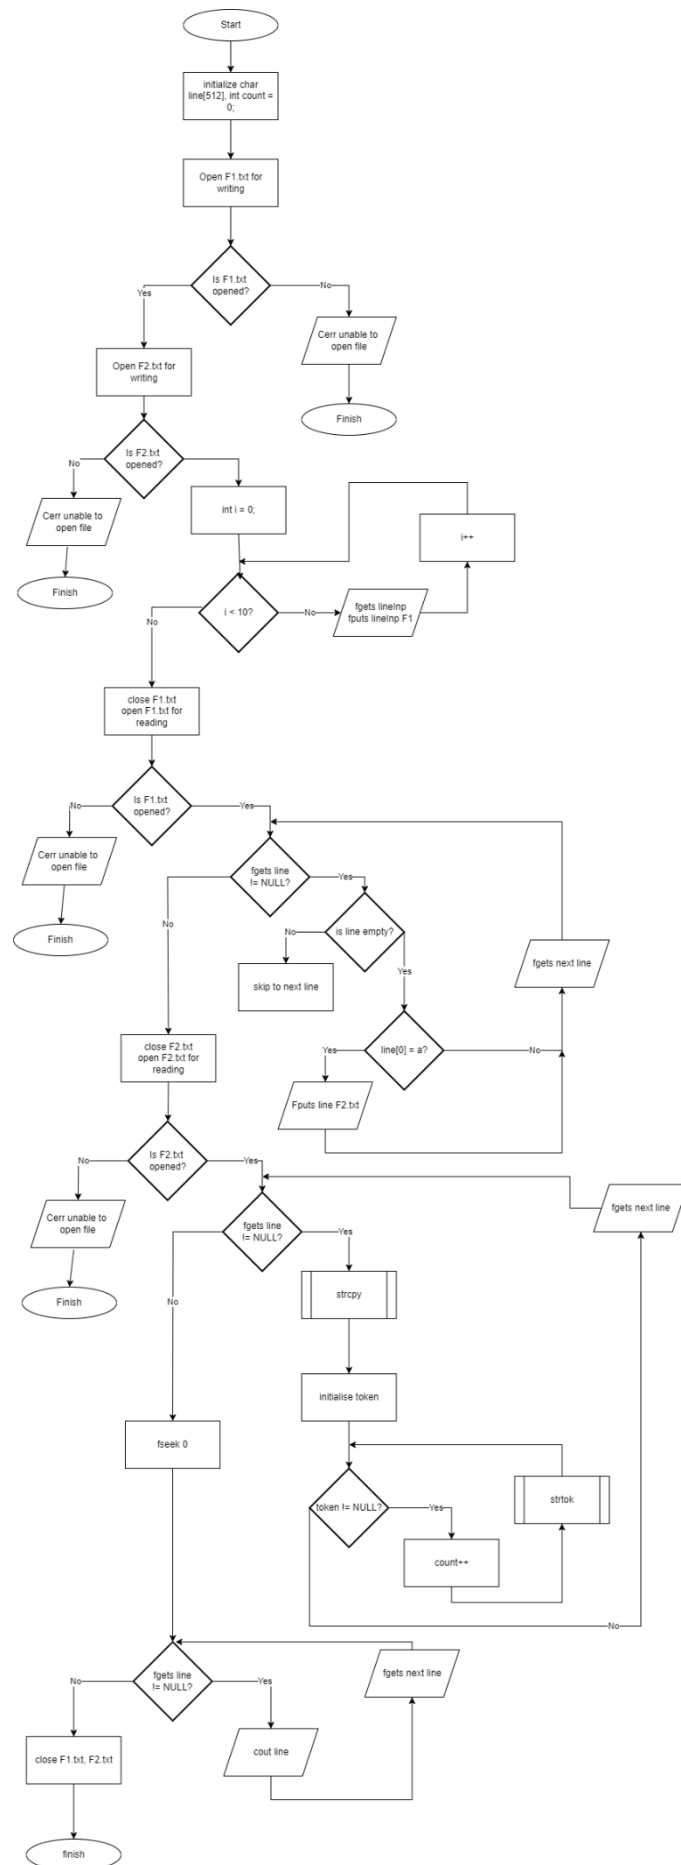 Start
initialize char
line[512], int count =
0;
Open F1.txt for
writing
Is F1.txt
opened?
Yes
No
Cerr unable to
open file
Finish
Open F2.txt for
writing
Is F2.txt
opened?
No
Cerr unable to
open file
Finish
int i = 0;
i++
i < 10?
No
fgets lineInp
fputs lineInp F1
No
close F1.txt
open F1.txt for
reading
Is F1.txt
opened?
No
Yes
Cerr unable to
open file
Finish
fgets line
!= NULL?
Yes
No
is line empty?
No
Yes
skip to next line
fgets next line
line[0] = a?
Yes
No
Fputs line F2.txt
close F2.txt
open F2.txt for
reading
Is F2.txt
opened?
No
Yes
Cerr unable to
open file
Finish
fgets next line
fgets line
!= NULL?
Yes
No
strcpy
initialise token
fseek 0
token != NULL?
Yes
strtok
count++
No
fgets line
!= NULL?
No
Yes
fgets next line
cout line
close F1.txt, F2.txt
finish